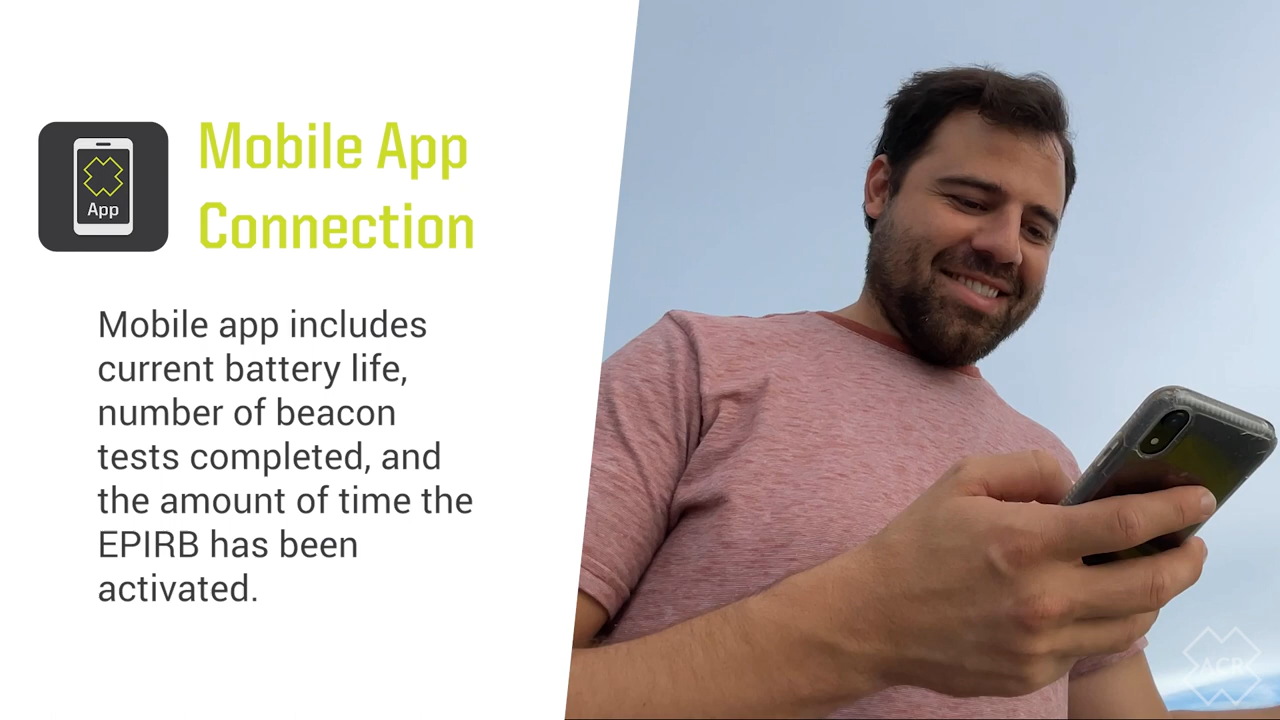 Mobile App
Connection
App
Mobile app includes
current battery life,
number of beacon
tests completed, and
the amount of time the
EPIRB has been
activated.
ACR